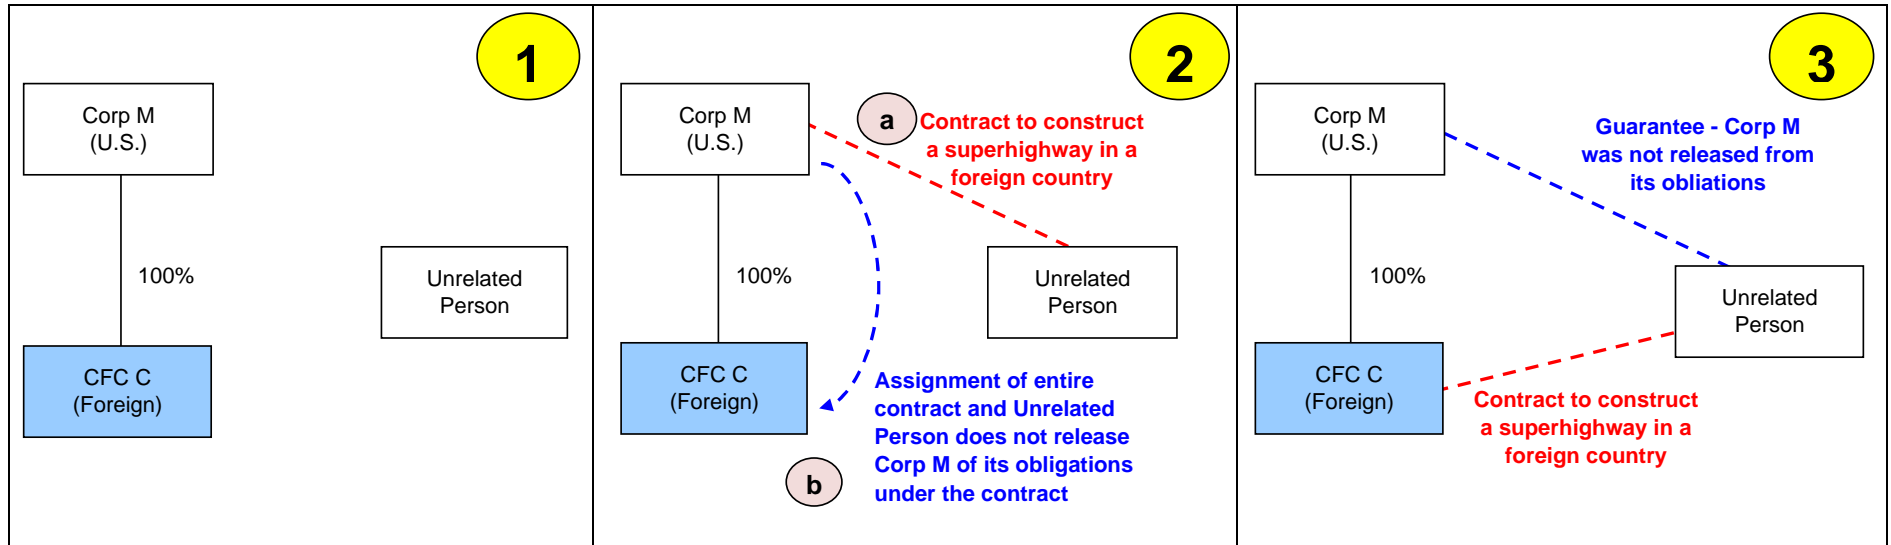 1
Corp M
(U.S.)
100%
Unrelated
Person
CFC C
(Foreign)
2
Corp M
(U.S.)
a
Contract to construct
a superhighway in a
foreign country
100%
Unrelated
Person
CFC C
(Foreign)
Assignment of entire
contract and Unrelated
Person does not release
Corp M of its obligations
under the contract
b
3
Corp M
(U.S.)
Guarantee - Corp M
was not released from
its obliations
100%
Unrelated
Person
CFC C
(Foreign)
Contract to construct
a superhighway in a
foreign country